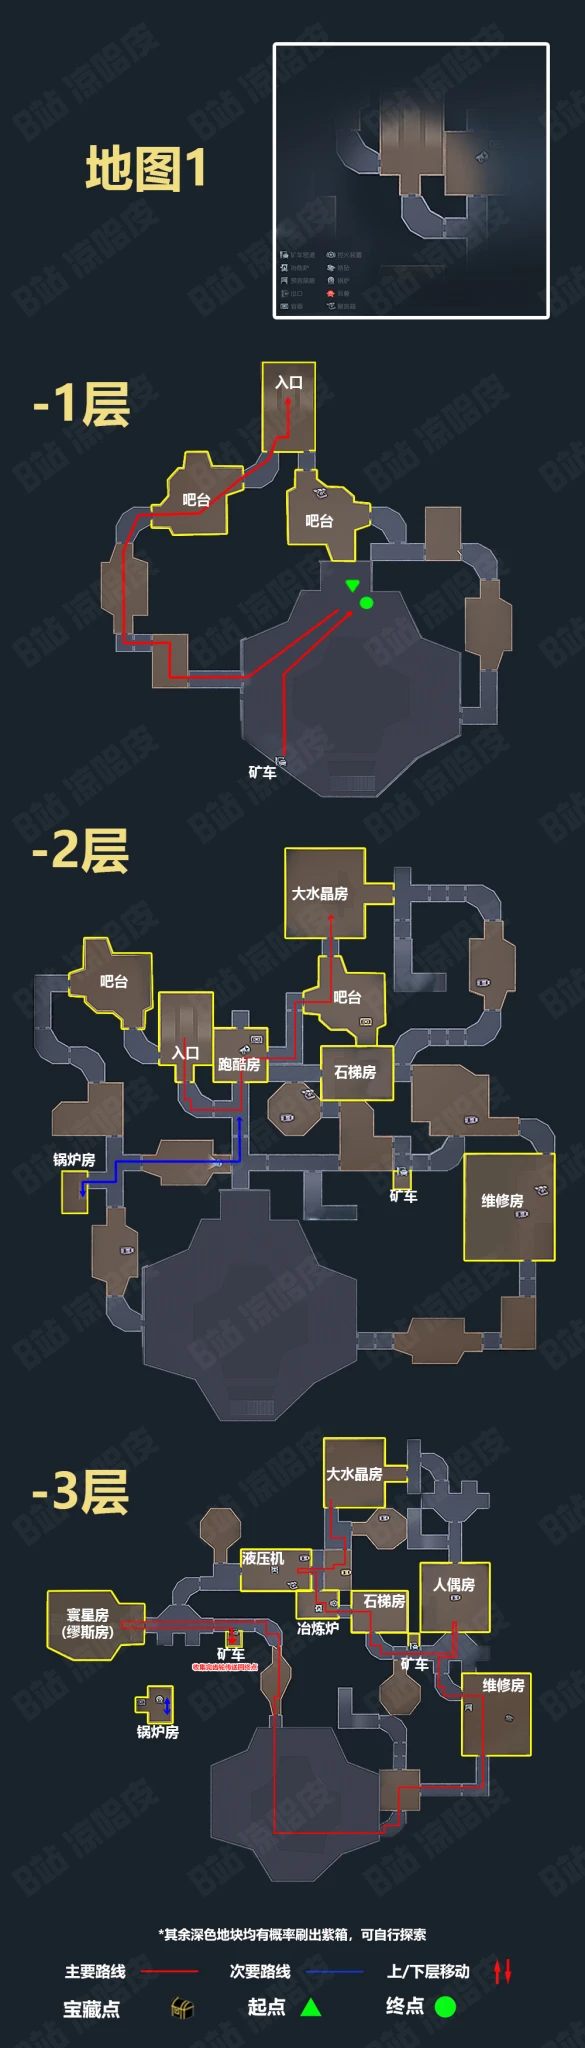 地图1
-1层
入口
吧台
吧台
矿车
-2层
大水晶房
吧台
吧台
入口
跑酷房
石梯房
锅炉房
矿车
维修房
-3层
大水晶房
液压机
人偶房
寰星房
(缪斯房)
石梯房
冶炼炉
矿车
矿车
维修房
锅炉房
*其余深色地块均有概率刷出紫箱，可自行探索
主要路线
次要路线
上/下层移动
宝藏点
起点
终点